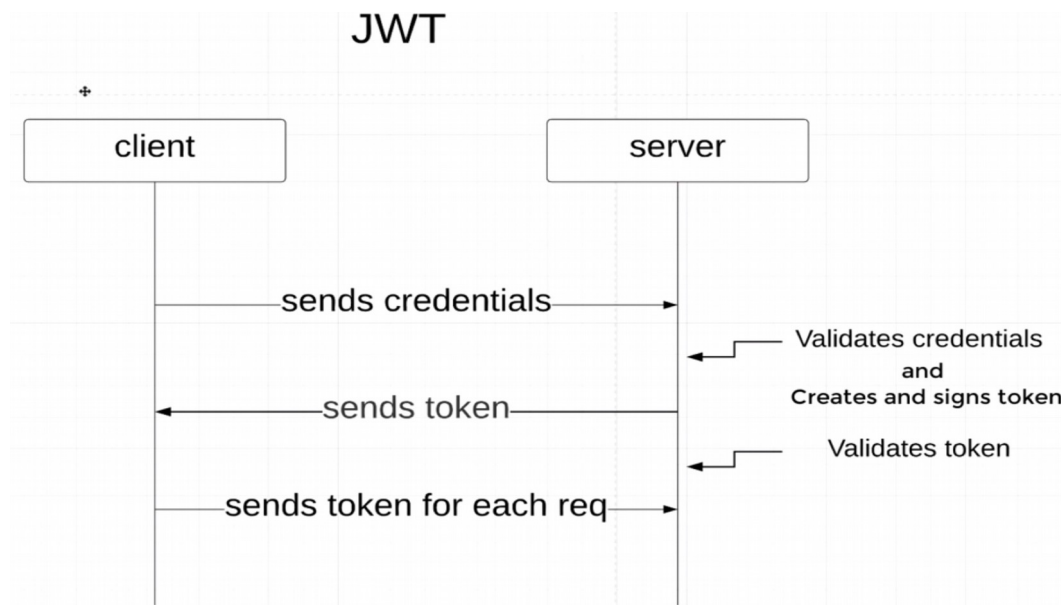 JWT
client
server
sends credentials
Validates credentials
and
Creates and signs token
sends token
Validates token
sends token for each req